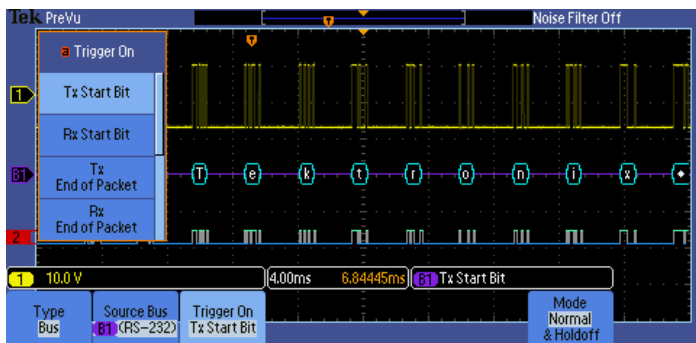 Tek PreVu
Noise Filter Off
T
a Trigger On
Tx Start Bit
Rx Start Bit
Tx
End of Packet
Rx
End of Packet
T
1
B1
T e k t r o n i x
2
1 10.0 V
4.00ms 6.84445ms
B1 Tx Start Bit
Type
Bus
Source Bus
B1 (RS-232)
Trigger On
Tx Start Bit
Mode
Normal
& Holdoff